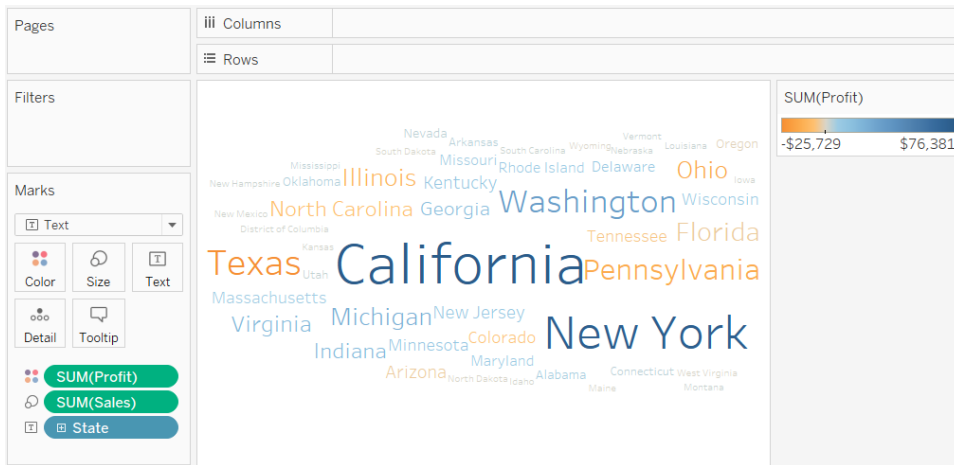 Pages
Columns
Rows
Filters
SUM(Profit)
-$25,729 $76,381
Marks
Text
Color Size Text
Detail Tooltip
SUM(Profit)
SUM(Sales)
State
Nevada
Arkansas
Vermont
South Dakota
South Carolina
Wyoming
Nebraska
Louisiana
Oregon
Mississippi
Missouri
Rhode Island
Delaware
Ohio
Iowa
New Hampshire
Oklahoma
Illinois
Kentucky
Washington
Wisconsin
New Mexico
North Carolina
Georgia
District of Columbia
Kansas
Tennessee
Florida
Texas
Utah
California
Pennsylvania
Massachusetts
Virginia
Michigan
New Jersey
New York
Indiana
Minnesota
Colorado
Maryland
Arizona
North Dakota
Idaho
Alabama
Connecticut
West Virginia
Maine
Montana